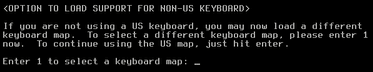 <OPTION TO LOAD SUPPORT FOR NON-US KEYBOARD>
If you are not using a US keyboard, you may now load a different
keyboard map.  To select a different keyboard map, please enter 1
now.  To continue using the US map, just hit enter.
Enter 1 to select a keyboard map: _